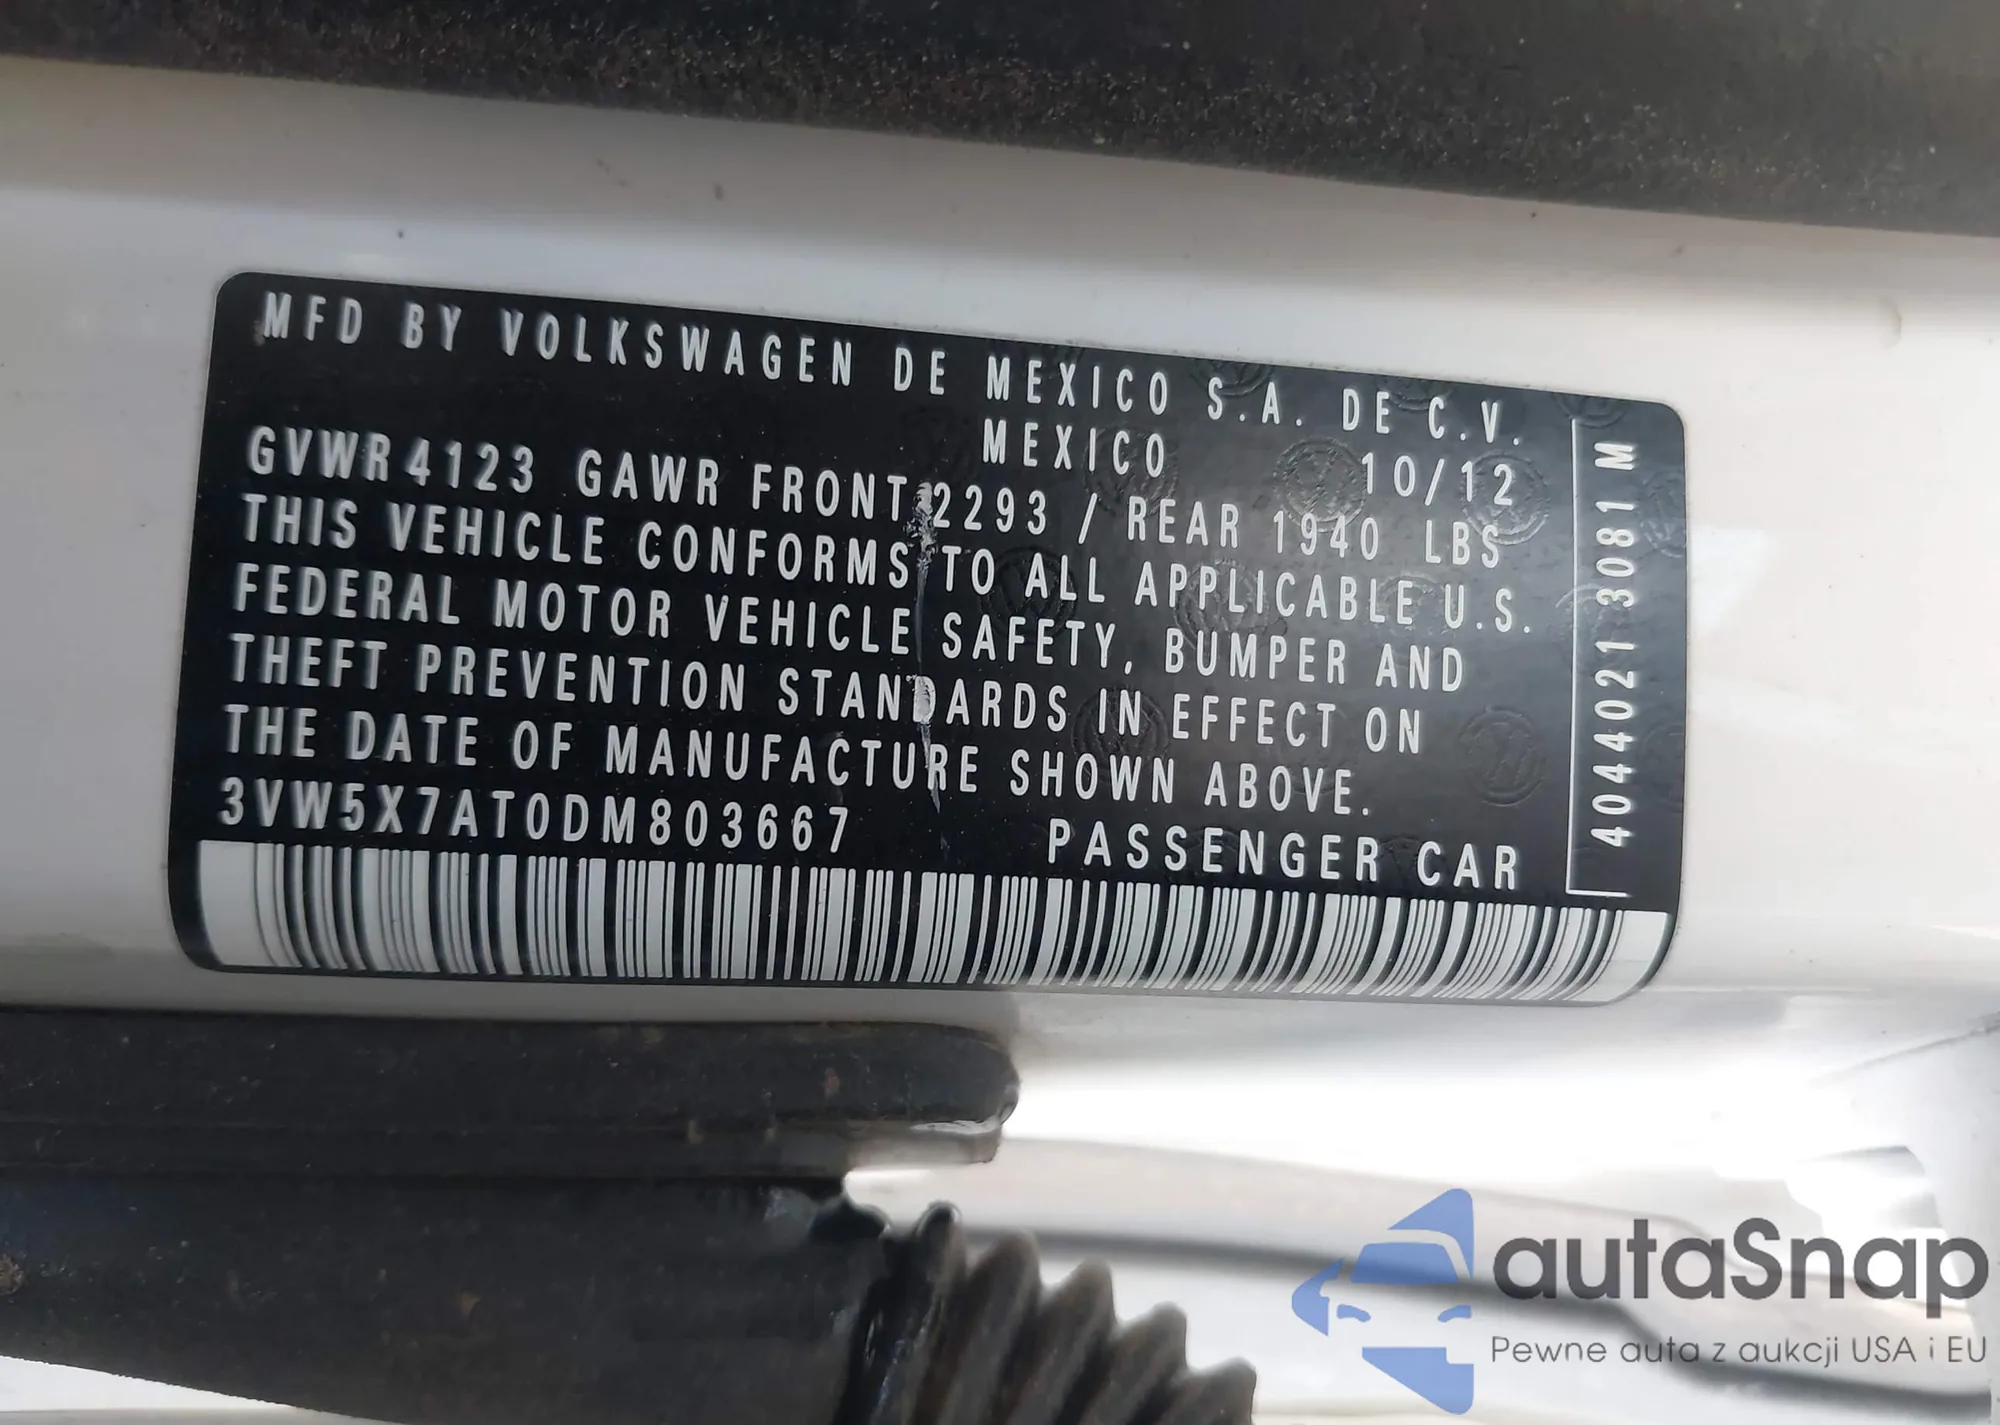 MFD BY VOLKSWAGEN DE MEXICO S.A. DE C.V.
MEXICO 10/12
GVWR 4123 GAWR FRONT 2293 / REAR 1940 LBS
THIS VEHICLE CONFORMS TO ALL APPLICABLE U.S.
FEDERAL MOTOR VEHICLE SAFETY, BUMPER AND
THEFT PREVENTION STANDARDS IN EFFECT ON
THE DATE OF MANUFACTURE SHOWN ABOVE.
3VW5X7AT0DM803667 PASSENGER CAR
4044021 3081 M
autaSnap
Pewne auta z aukcji USA i EU